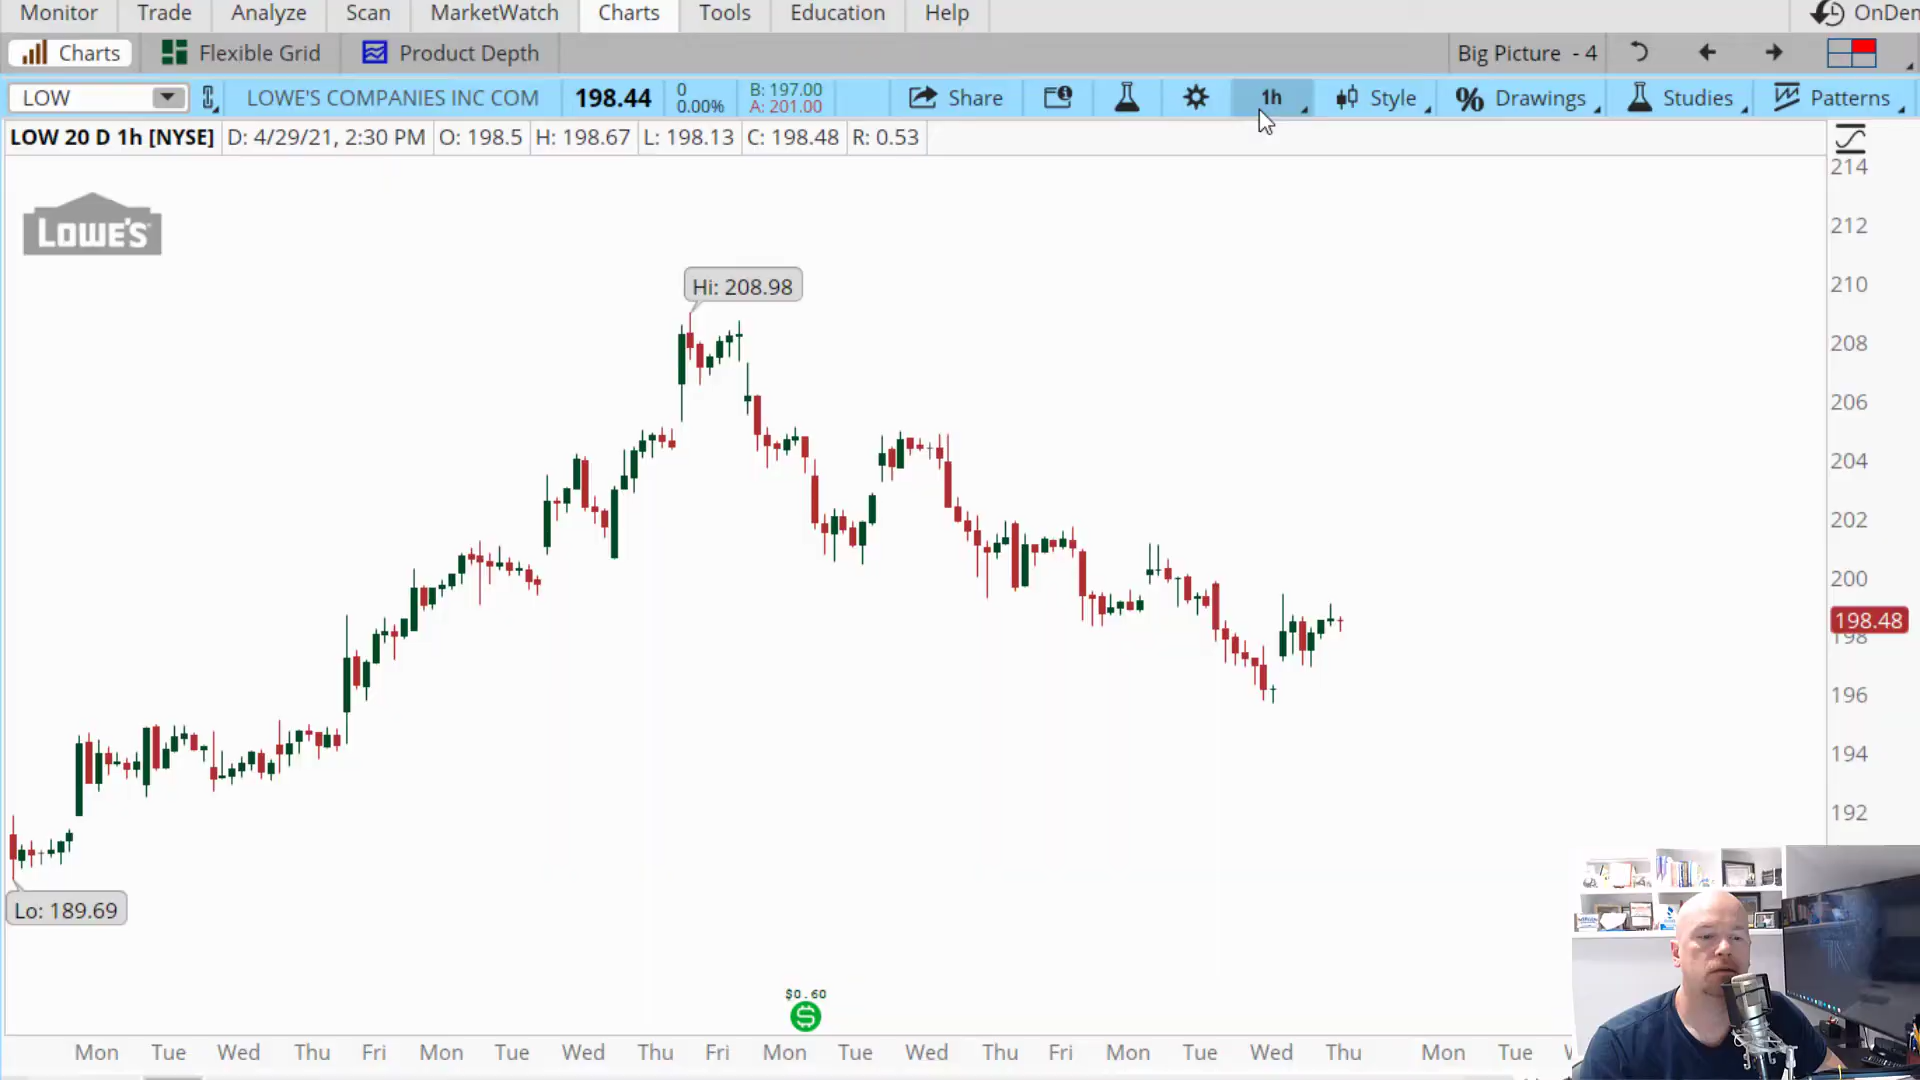 Monitor Trade Analyze Scan MarketWatch Charts Tools Education Help OnDem
Charts Flexible Grid Product Depth Big Picture - 4
LOW LOWE'S COMPANIES INC COM 198.44 0 0.00% B: 197.00 A: 201.00 Share 1h Style % Drawings Studies Patterns
LOW 20 D 1h [NYSE] D: 4/29/21, 2:30 PM O: 198.5 H: 198.67 L: 198.13 C: 198.48 R: 0.53
214
LOWE'S
212
Hi: 208.98
210
208
206
204
202
200
198.48
198
196
194
192
Lo: 189.69
$0.60
$
Mon Tue Wed Thu Fri Mon Tue Wed Thu Fri Mon Tue Wed Thu Fri Mon Tue Wed Thu Mon Tue W